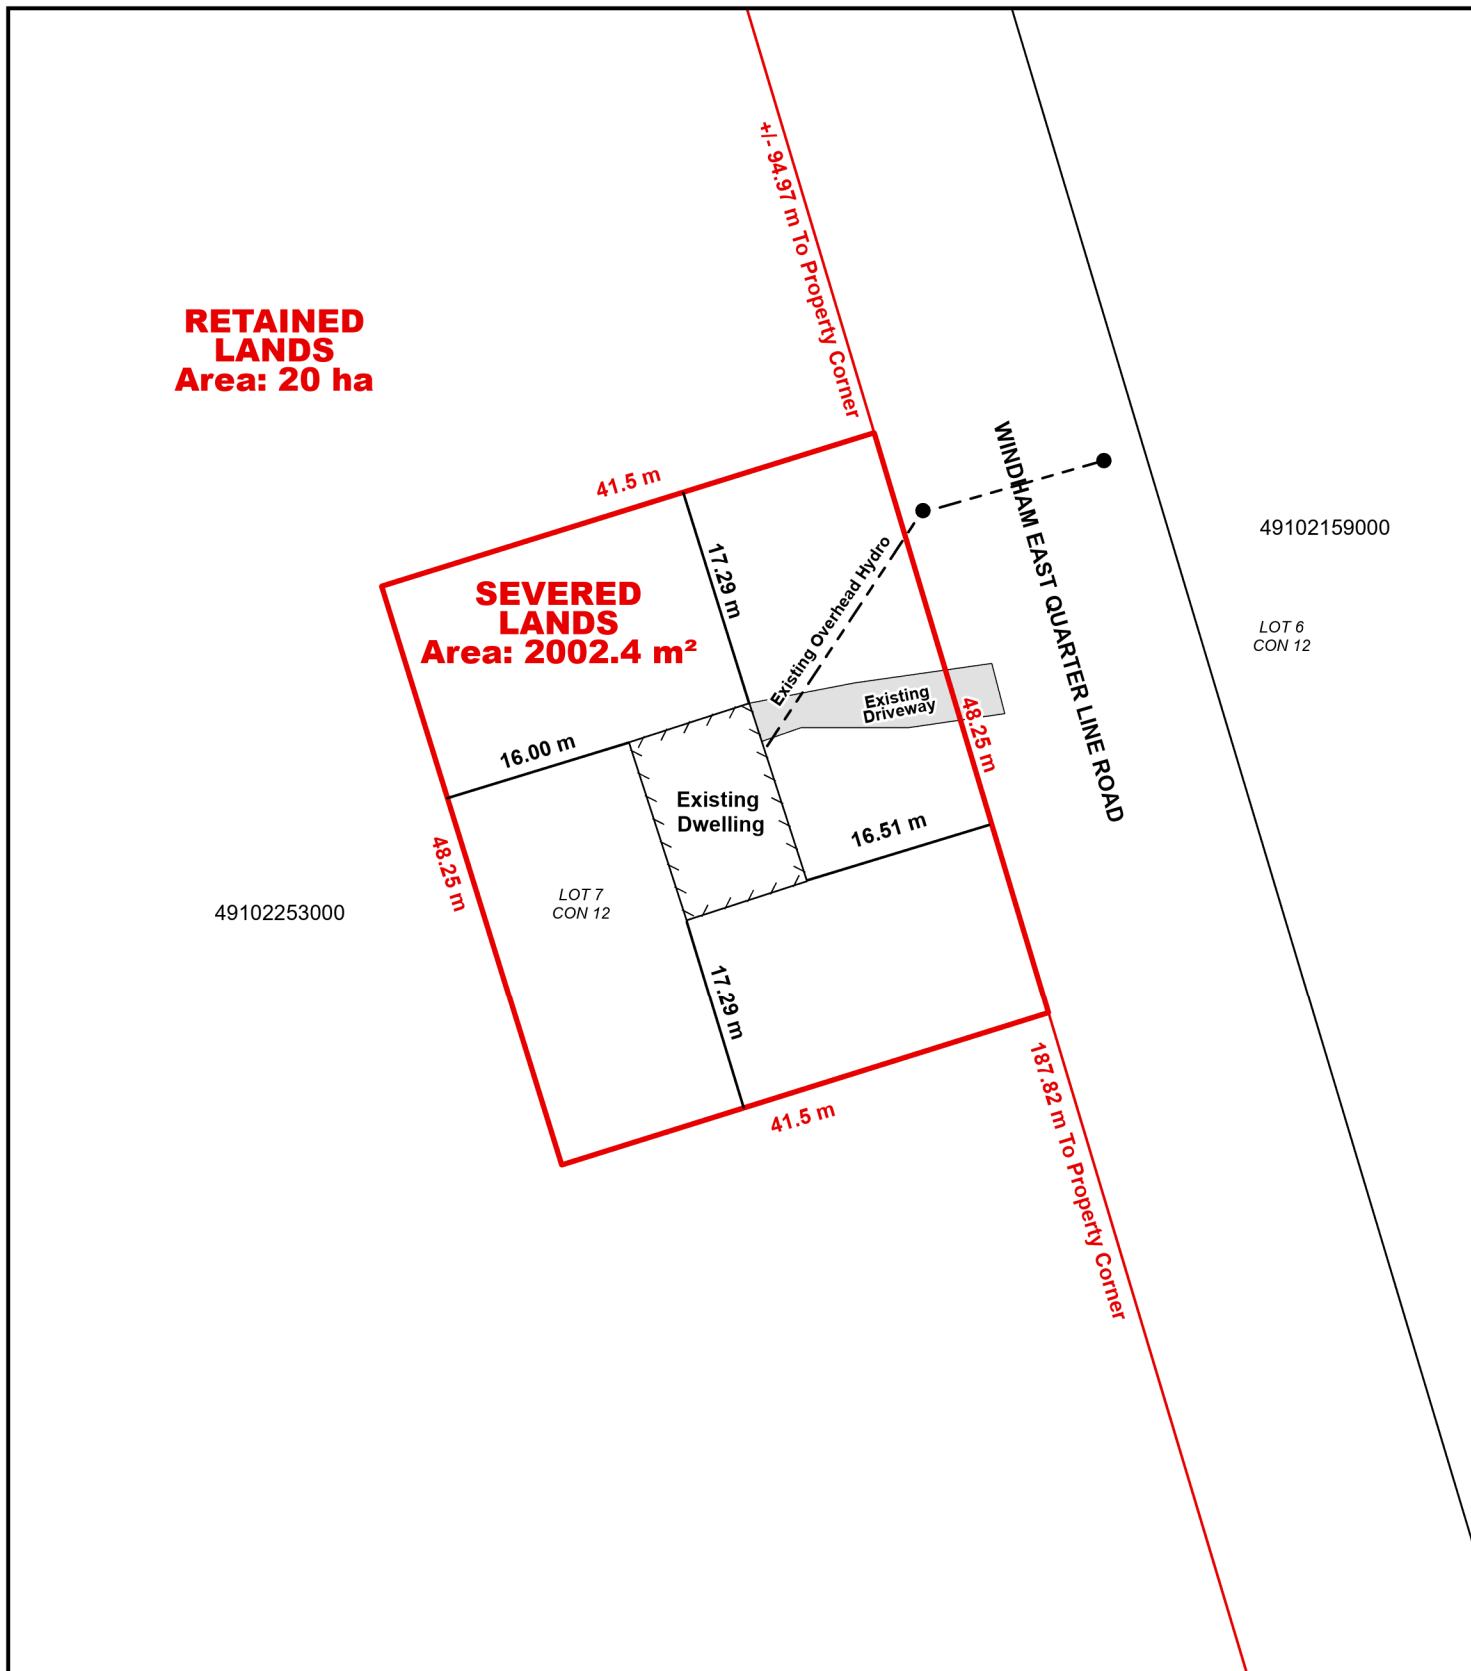 +/- 94.97 m To Property Corner
RETAINED
LANDS
Area: 20 ha
41.5 m
WINDHAM EAST QUARTER LINE ROAD
49102159000
17.29 m
Existing Overhead Hydro
SEVERED
LANDS
Area: 2002.4 m²
LOT 6
CON 12
Existing
Driveway
48.25 m
16.00 m
Existing
Dwelling
16.51 m
48.25 m
LOT 7
CON 12
49102253000
17.29 m
41.5 m
187.82 m To Property Corner